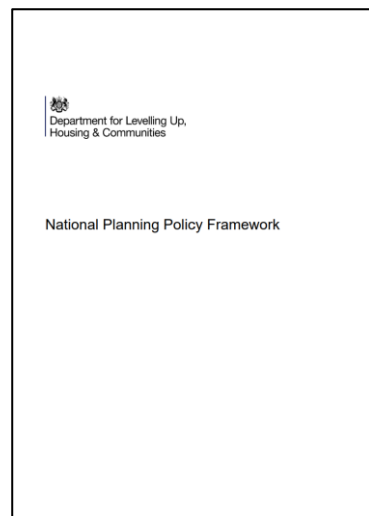 Department for Levelling Up,
Housing & Communities
National Planning Policy Framework